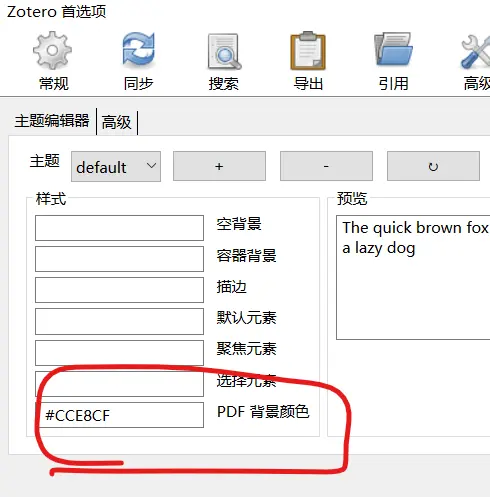 Zotero 首选项
常规 同步 搜索 导出 引用 高级
主题编辑器 高级
主题 default + - ↻
样式 预览
空背景 The quick brown fox
容器背景 a lazy dog
描边
默认元素
聚焦元素
选择元素
#CCE8CF PDF 背景颜色